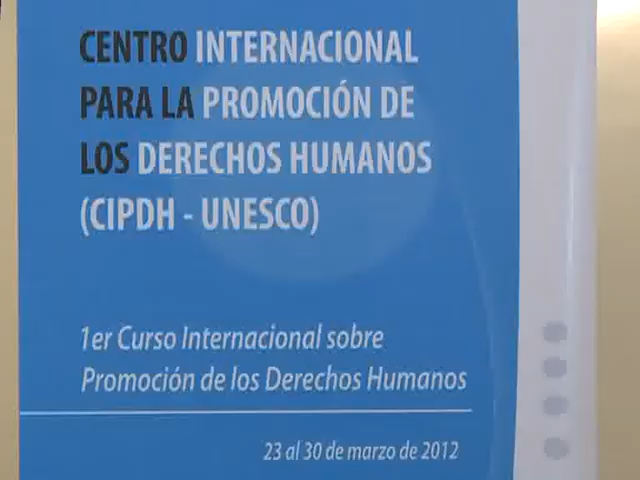 CENTRO INTERNACIONAL
PARA LA PROMOCIÓN DE
LOS DERECHOS HUMANOS
(CIPDH - UNESCO)
1er Curso Internacional sobre
Promoción de los Derechos Humanos
23 al 30 de marzo de 2012